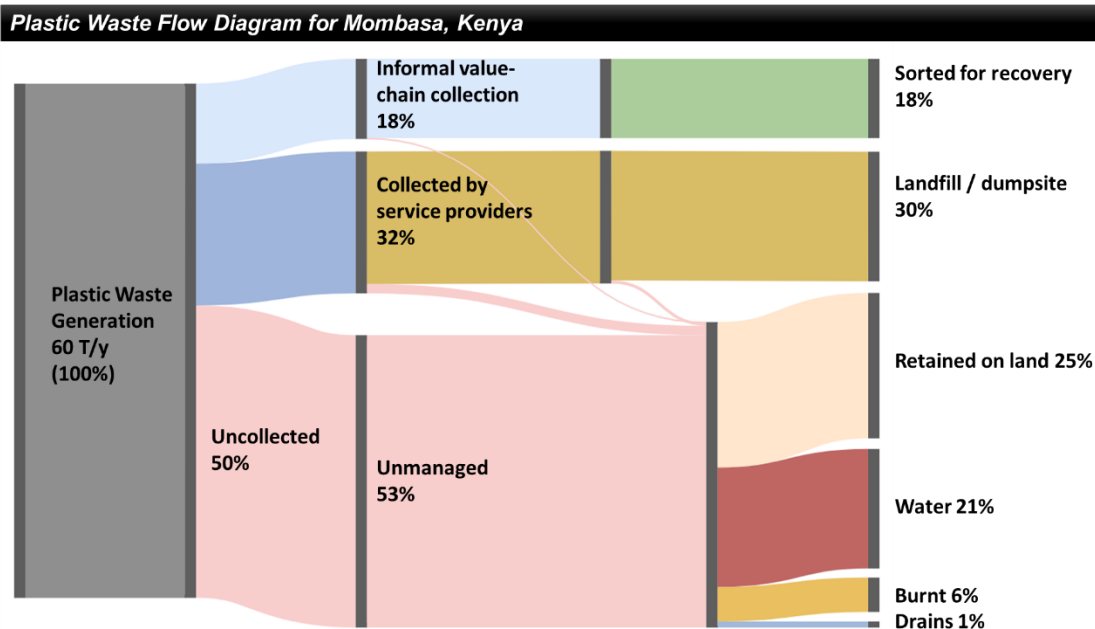 Plastic Waste Flow Diagram for Mombasa, Kenya
Plastic Waste
Generation
60 T/y
(100%)
Uncollected
50%
Informal value-
chain collection
18%
Collected by
service providers
32%
Unmanaged
53%
Sorted for recovery
18%
Landfill / dumpsite
30%
Retained on land 25%
Water 21%
Burnt 6%
Drains 1%